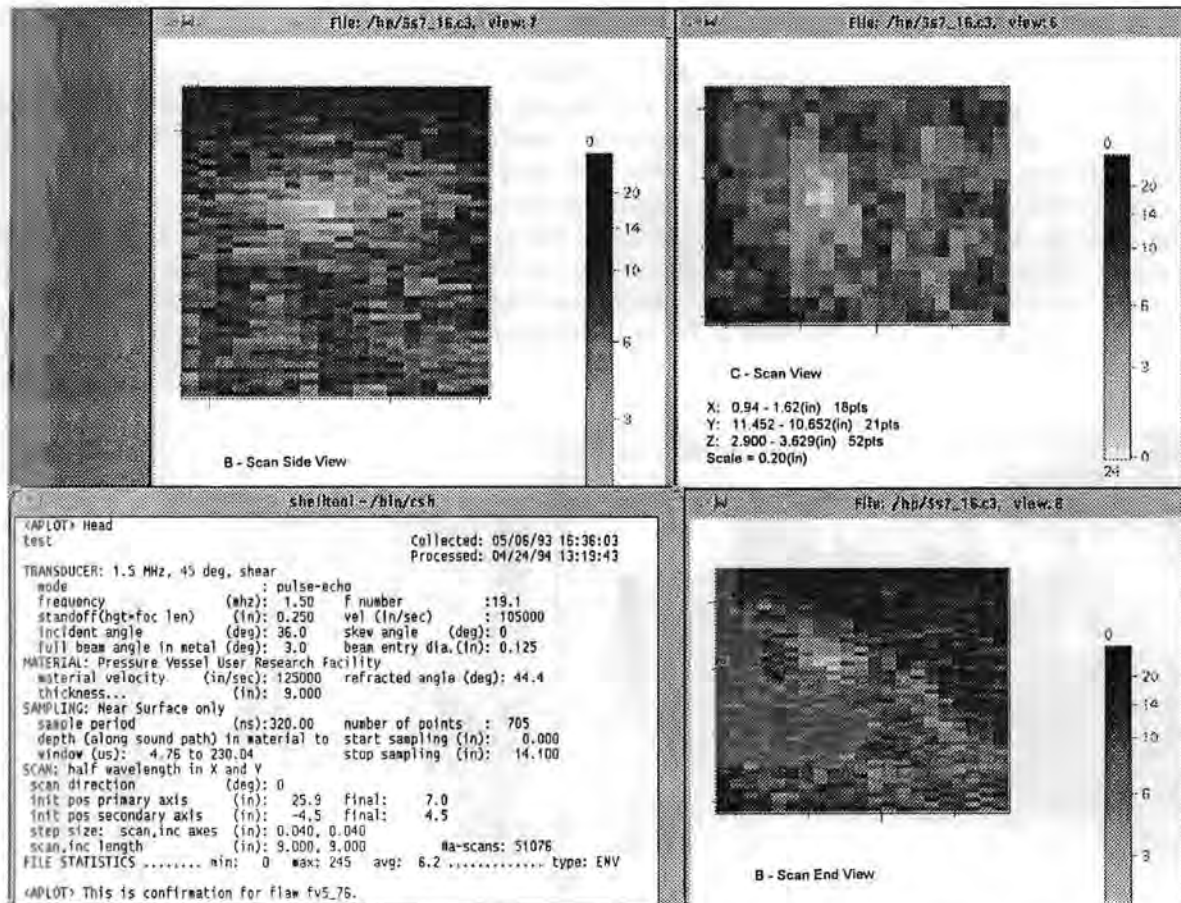 File: /hp/5s7_16.c3, view:7
0
20
14
10
6
3
B - Scan Side View
File: /hp/5s7_16.c3, view:6
0
20
14
10
6
3
0
24
C - Scan View
X: 0.94 - 1.62(in) 18pts
Y: 11.452 - 10.652(in) 21pts
Z: 2.900 - 3.629(in) 52pts
Scale = 0.20(in)
shelltool - /bin/csh
<APLOT> Head
test Collected: 05/06/93 16:36:03
Processed: 04/24/94 13:19:43
TRANSDUCER: 1.5 MHz, 45 deg, shear
mode : pulse-echo
frequency (mhz): 1.50 f number :19.1
standoff(hgt+foc len) (in): 0.250 vel (in/sec) : 105000
incident angle (deg): 36.0 skew angle (deg): 0
full beam angle in metal (deg): 3.0 beam entry dia.(in): 0.125
MATERIAL: Pressure Vessel User Research Facility
material velocity (in/sec): 125000 refracted angle (deg): 44.4
thickness... (in): 9.000
SAMPLING: Near Surface only
sample period (ns):320.00 number of points : 705
depth (along sound path) in material to start sampling (in): 0.000
window (us): 4.76 to 230.04 stop sampling (in): 14.100
SCAN: half wavelength in X and Y
scan direction (deg): 0
init pos primary axis (in): 25.9 final: 7.0
init pos secondary axis (in): -4.5 final: 4.5
step size: scan,inc axes (in): 0.040, 0.040
scan,inc length (in): 9.000, 9.000 #a-scans: 51076
FILE STATISTICS ........ min: 0 max: 245 avg: 6.2 ............. type: ENV
<APLOT> This is confirmation for flaw fv5_76.
File: /hp/5s7_16.c3, view:8
0
20
14
10
6
3
B - Scan End View